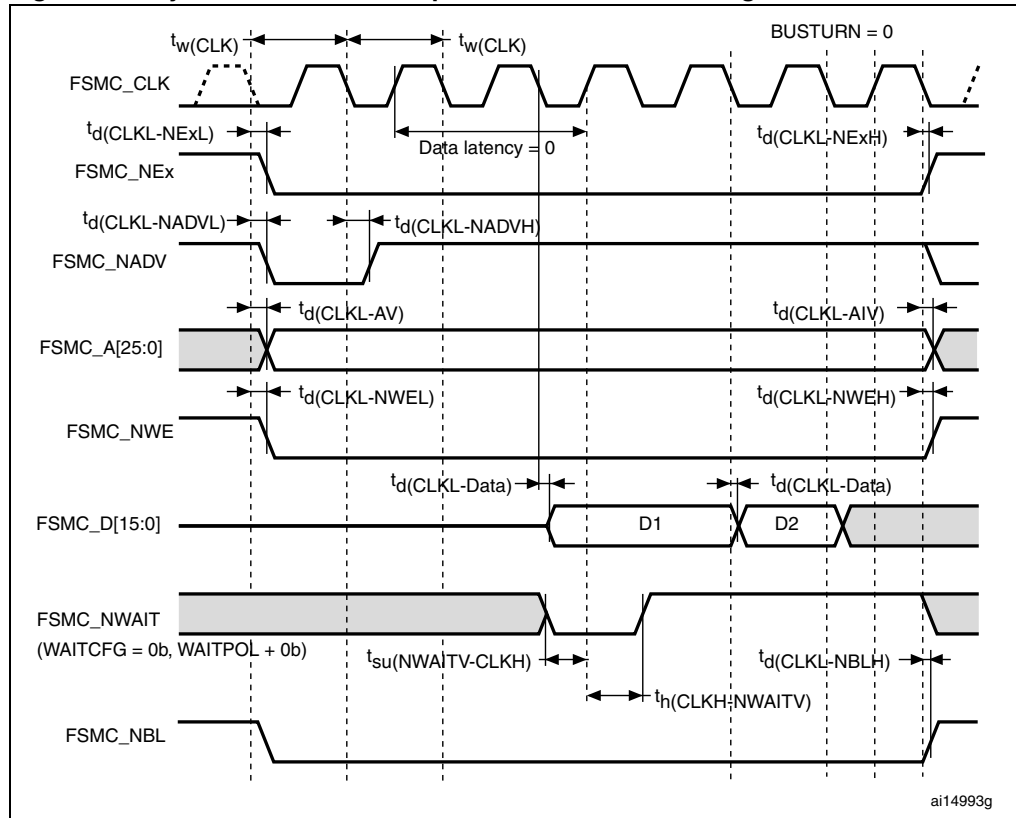 BUSTURN = 0
tw(CLK)
tw(CLK)
FSMC_CLK
td(CLKL-NExL)
Data latency = 0
td(CLKL-NExH)
FSMC_NEx
td(CLKL-NADVL)
td(CLKL-NADVH)
FSMC_NADV
td(CLKL-AV)
td(CLKL-AIV)
FSMC_A[25:0]
td(CLKL-NWEL)
td(CLKL-NWEH)
FSMC_NWE
td(CLKL-Data)
td(CLKL-Data)
FSMC_D[15:0]
D1
D2
FSMC_NWAIT
(WAITCFG = 0b, WAITPOL + 0b)
tsu(NWAITV-CLKH)
td(CLKL-NBLH)
th(CLKH-NWAITV)
FSMC_NBL
ai14993g